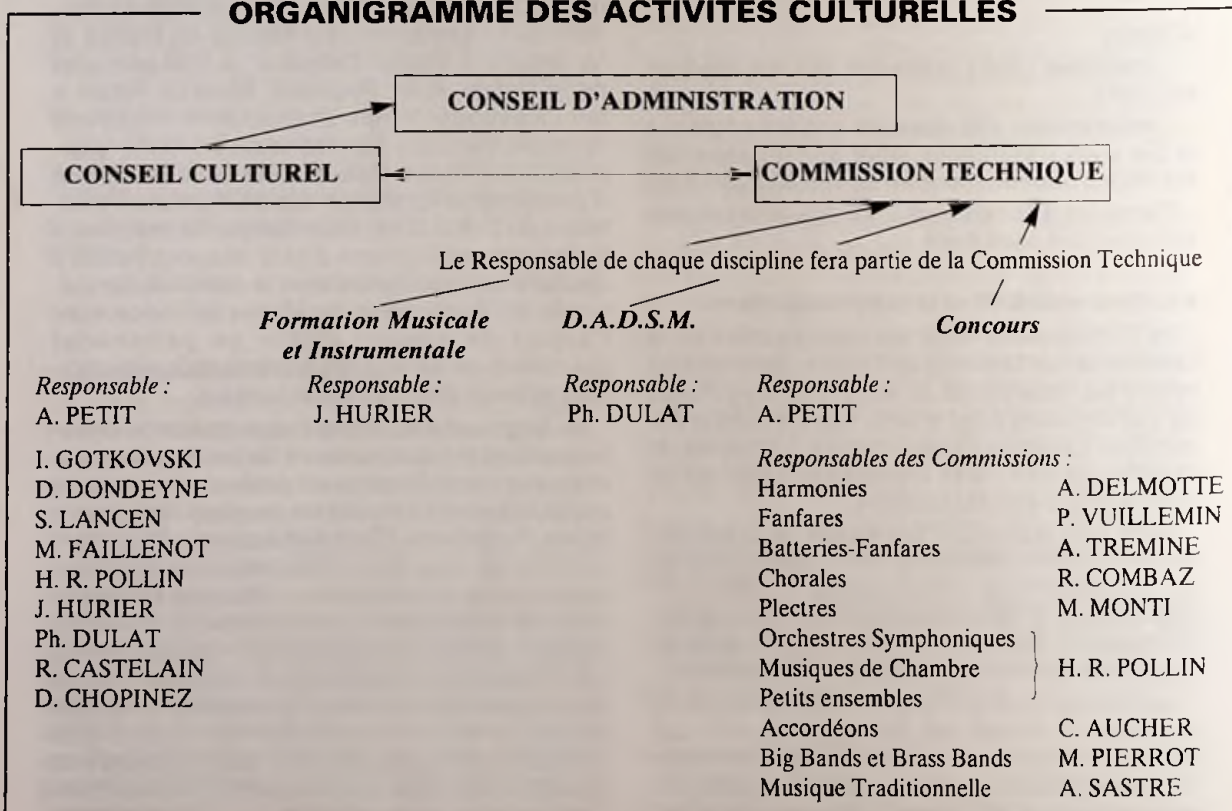 ORGANIGRAMME DES ACTIVITES CULTURELLES
CONSEIL D'ADMINISTRATION
CONSEIL CULTUREL
COMMISSION TECHNIQUE
Le Responsable de chaque discipline fera partie de la Commission Technique
Formation Musicale
et Instrumentale
D.A.D.S.M.
Concours
Responsable :
A. PETIT
I. GOTKOVSKI
D. DONDEYNE
S. LANCEN
M. FAILLENOT
H. R. POLLIN
J. HURIER
Ph. DULAT
R. CASTELAIN
D. CHOPINEZ
Responsable :
J. HURIER
Responsable :
Ph. DULAT
Responsable :
A. PETIT
Responsables des Commissions :
Harmonies A. DELMOTTE
Fanfares P. VUILLEMIN
Batteries-Fanfares A. TREMINE
Chorales R. COMBAZ
Plectres M. MONTI
Orchestres Symphoniques
Musiques de Chambre H. R. POLLIN
Petits ensembles
Accordéons C. AUCHER
Big Bands et Brass Bands M. PIERROT
Musique Traditionnelle A. SASTRE